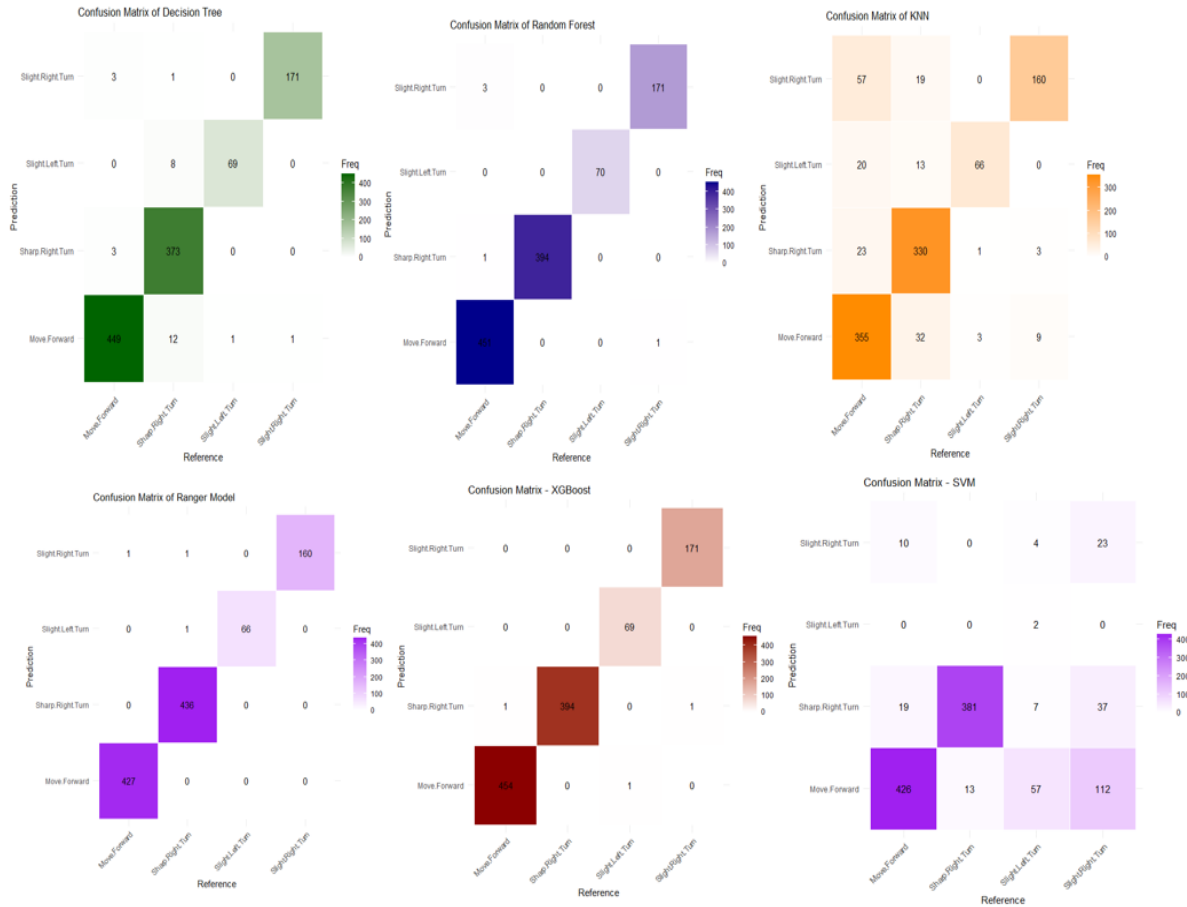 Confusion Matrix of Decision Tree
Prediction
Slight.Right.Turn 3 1 0 171
Slight.Left.Turn 0 8 69 0
Sharp.Right.Turn 3 373 0 0
Move.Forward 449 12 1 1
Move.Forward Shap.Right.Turn Slight.Left.Turn Slight.Right.Turn
Reference
Freq
400
300
200
100
0
Confusion Matrix of Random Forest
Prediction
Slight.Right.Turn 3 0 0 171
Slight.Left.Turn 0 0 70 0
Sharp.Right.Turn 1 394 0 0
Move.Forward 0 0 1
Move.Forward Shap.Right.Turn Slight.Left.Turn Slight.Right.Turn
Reference
Freq
400
300
200
100
0
Confusion Matrix of KNN
Prediction
Slight.Right.Turn 57 19 0 160
Slight.Left.Turn 20 13 66 0
Sharp.Right.Turn 23 330 1 3
Move.Forward 355 32 3 9
Move.Forward Shap.Right.Turn Slight.Left.Turn Slight.Right.Turn
Reference
Freq
300
200
100
0
Confusion Matrix of Ranger Model
Prediction
Slight.Right.Turn 1 1 0 160
Slight.Left.Turn 0 1 66 0
Sharp.Right.Turn 0 436 0 0
Move.Forward 427 0 0 0
Move.Forward Shap.Right.Turn Slight.Left.Turn Slight.Right.Turn
Reference
Freq
400
300
200
100
0
Confusion Matrix - XGBoost
Prediction
Slight.Right.Turn 0 0 0 171
Slight.Left.Turn 0 0 69 0
Sharp.Right.Turn 1 394 0 1
Move.Forward 454 0 1 0
Move.Forward Shap.Right.Turn Slight.Left.Turn Slight.Right.Turn
Reference
Freq
400
300
200
100
0
Confusion Matrix - SVM
Prediction
Slight.Right.Turn 10 0 4 23
Slight.Left.Turn 0 0 2 0
Sharp.Right.Turn 19 381 7 37
Move.Forward 426 13 57 112
Move.Forward Shap.Right.Turn Slight.Left.Turn Slight.Right.Turn
Reference
Freq
400
300
200
100
0